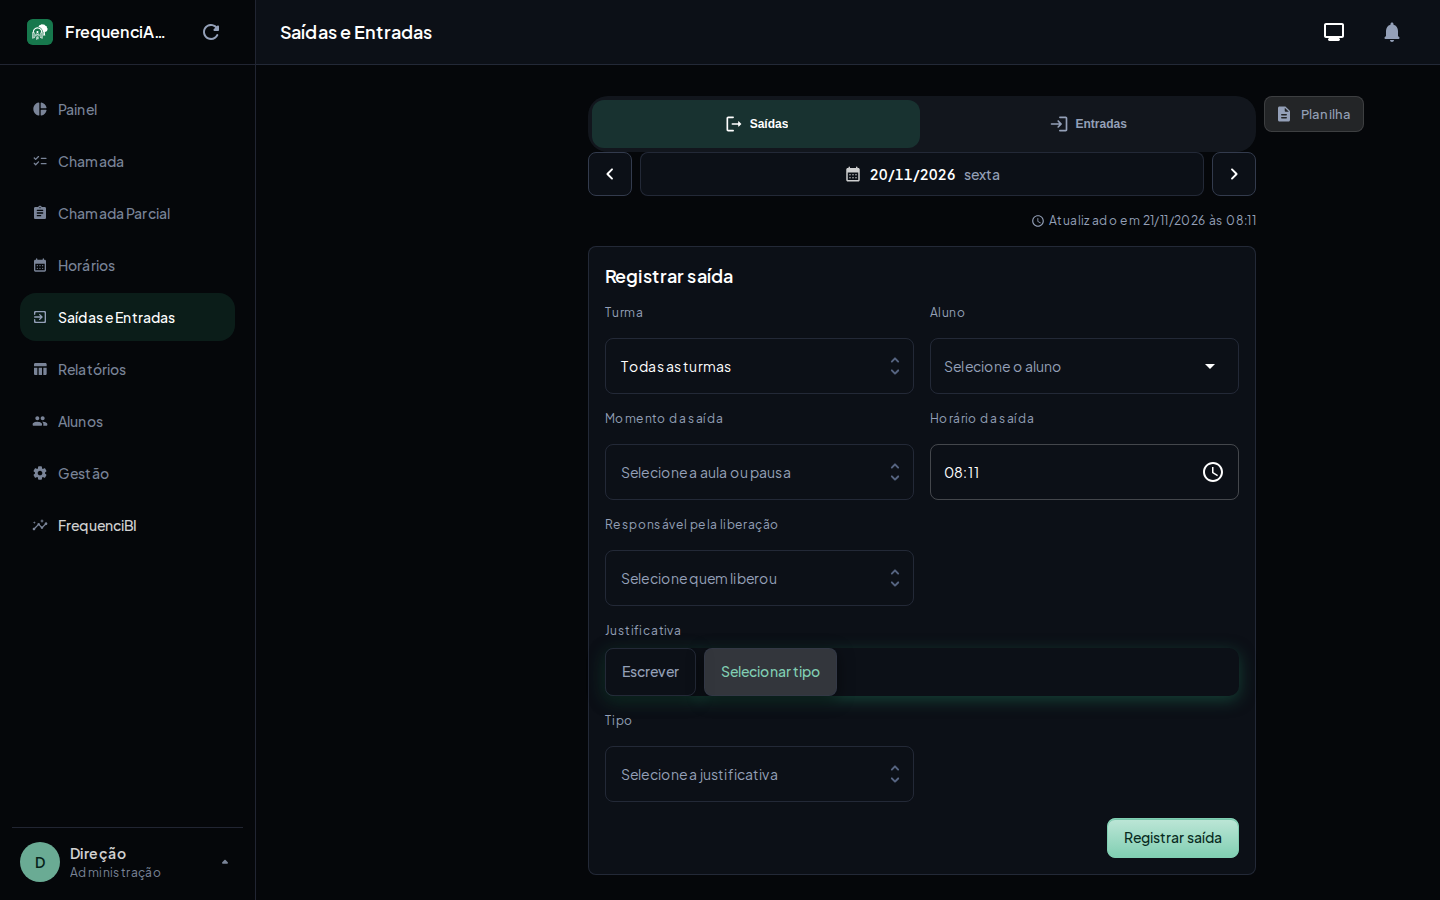 FrequenciA...
Saídas e Entradas
Painel
Chamada
Chamada Parcial
Horários
Saídas e Entradas
Relatórios
Alunos
Gestão
FrequenciBI
D
Direção
Administração
Saídas
Entradas
Planilha
20/11/2026 sexta
Atualizado em 21/11/2026 às 08:11
Registrar saída
Turma
Aluno
Todas as turmas
Selecione o aluno
Momento da saída
Horário da saída
Selecione a aula ou pausa
08:11
Responsável pela liberação
Selecione quem liberou
Justificativa
Escrever
Selecionar tipo
Tipo
Selecione a justificativa
Registrar saída